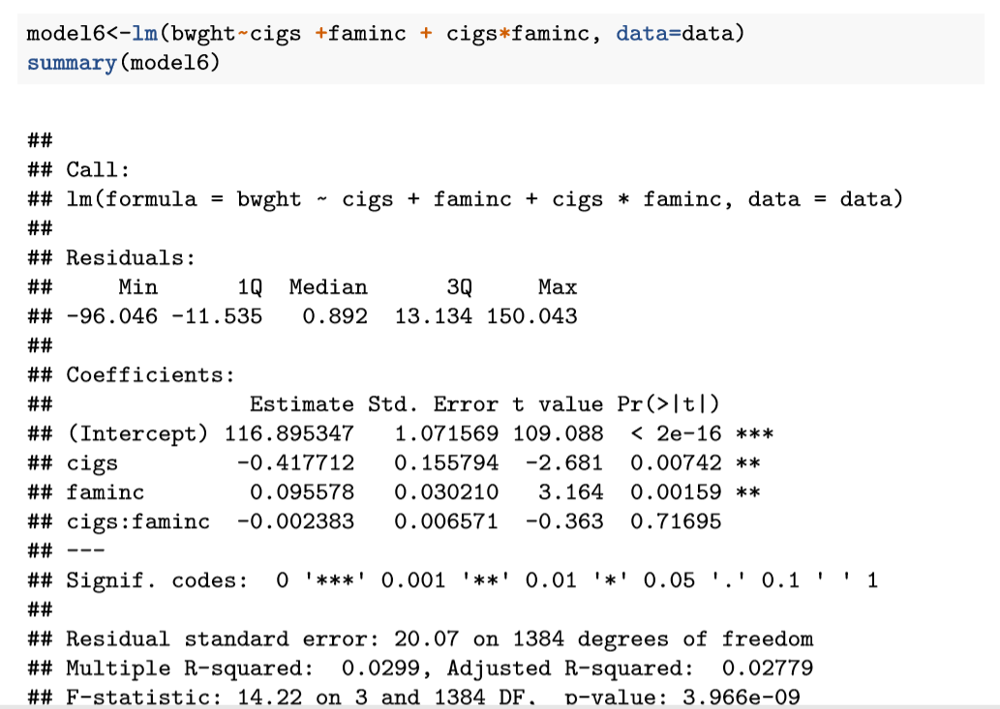 model6<-lm(bwght~cigs +faminc + cigs*faminc, data=data)
summary(model6)
##
## Call:
## lm(formula = bwght ~ cigs + faminc + cigs * faminc, data = data)
##
## Residuals:
##     Min      1Q  Median      3Q     Max
## -96.046 -11.535   0.892  13.134 150.043
##
## Coefficients:
##              Estimate Std. Error t value Pr(>|t|)
## (Intercept) 116.895347   1.071569 109.088  < 2e-16 ***
## cigs         -0.417712   0.155794  -2.681  0.00742 **
## faminc        0.095578   0.030210   3.164  0.00159 **
## cigs:faminc  -0.002383   0.006571  -0.363  0.71695
## ---
## Signif. codes:  0 '***' 0.001 '**' 0.01 '*' 0.05 '.' 0.1 ' ' 1
##
## Residual standard error: 20.07 on 1384 degrees of freedom
## Multiple R-squared:  0.0299, Adjusted R-squared:  0.02779
## F-statistic: 14.22 on 3 and 1384 DF,  p-value: 3.966e-09